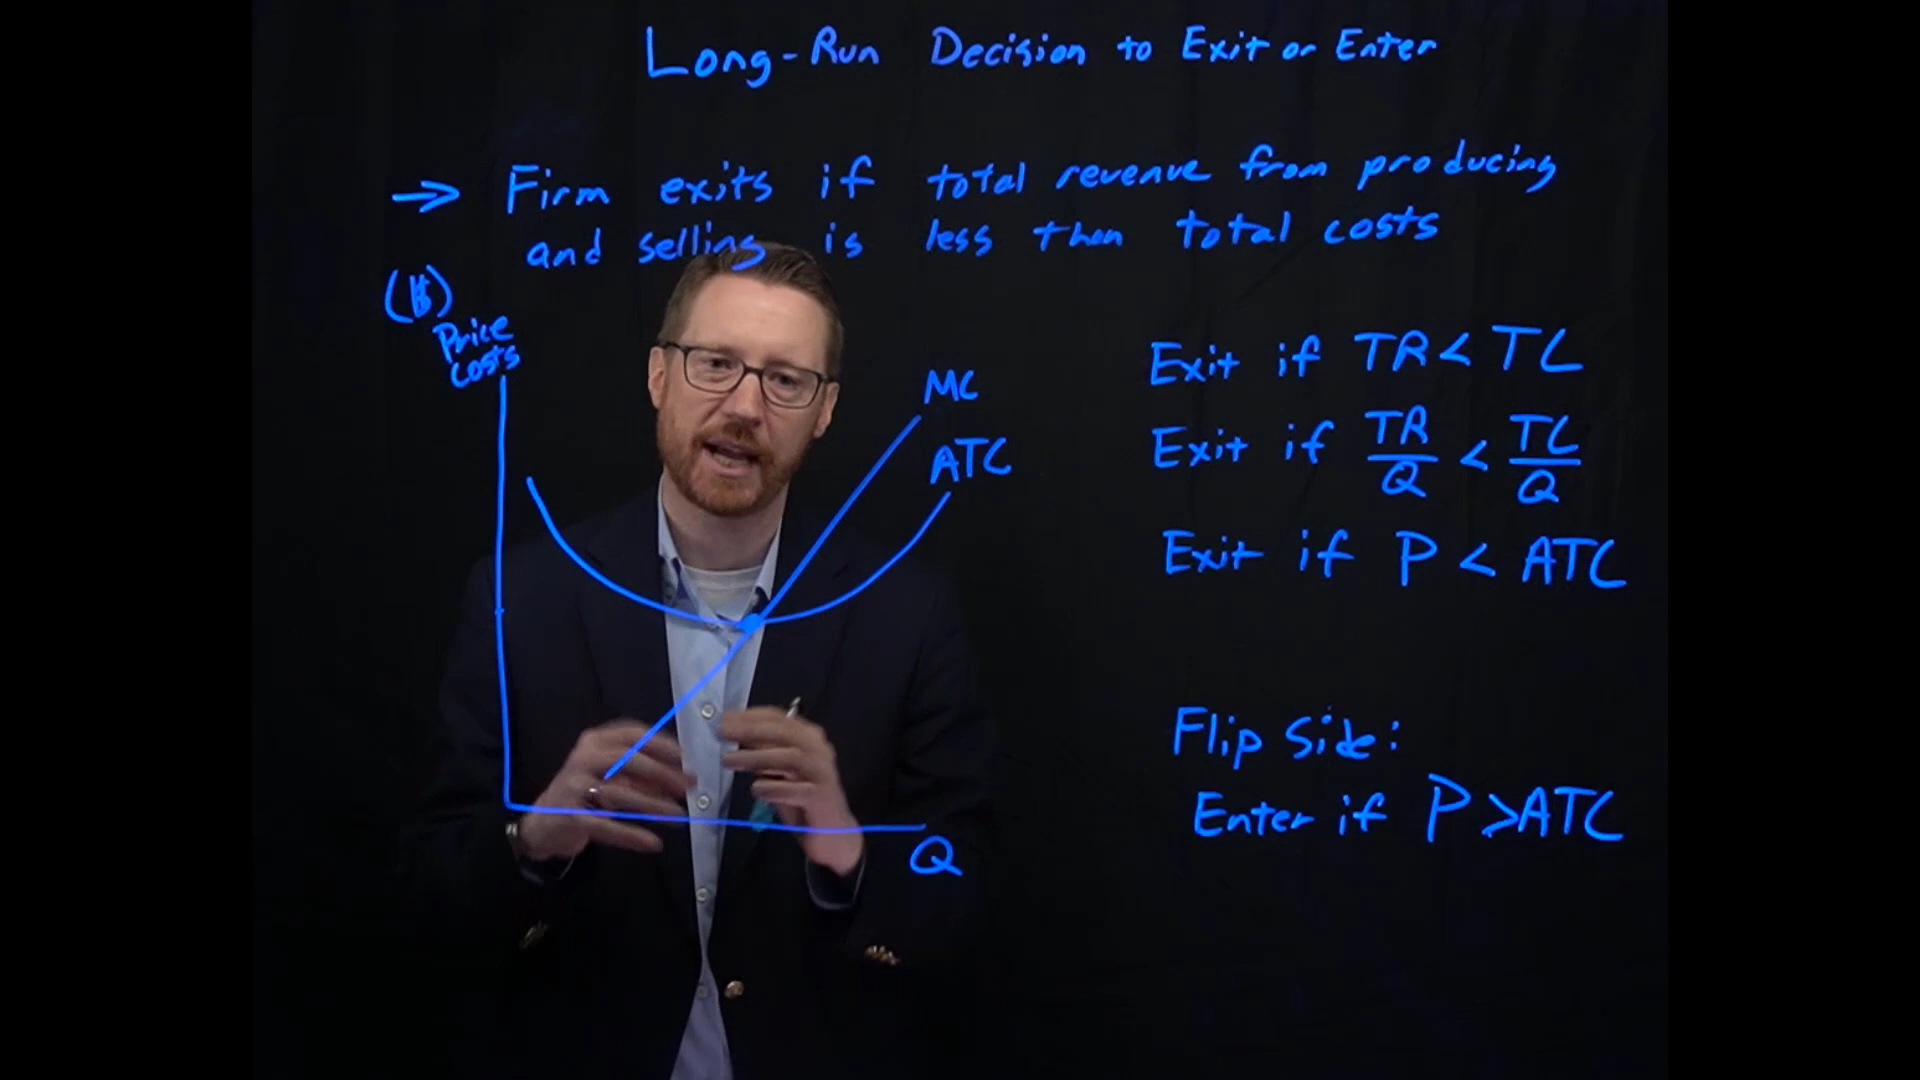 Long-Run Decision to Exit or Enter
→ Firm exits if total revenue from producing
and selling is less than total costs
($)
Price
Costs
MC
ATC
Q
Exit if TR < TC
Exit if TR/Q < TC/Q
Exit if P < ATC
Flip Side:
Enter if P > ATC